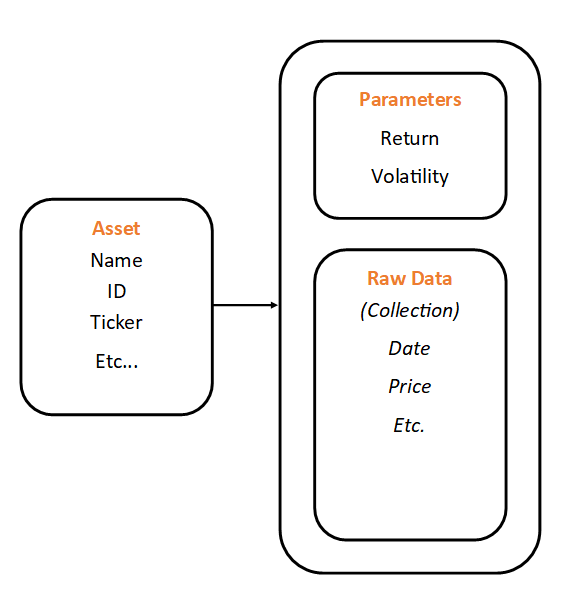 Asset
Name
ID
Ticker
Etc...
Parameters
Return
Volatility
Raw Data
(Collection)
Date
Price
Etc.